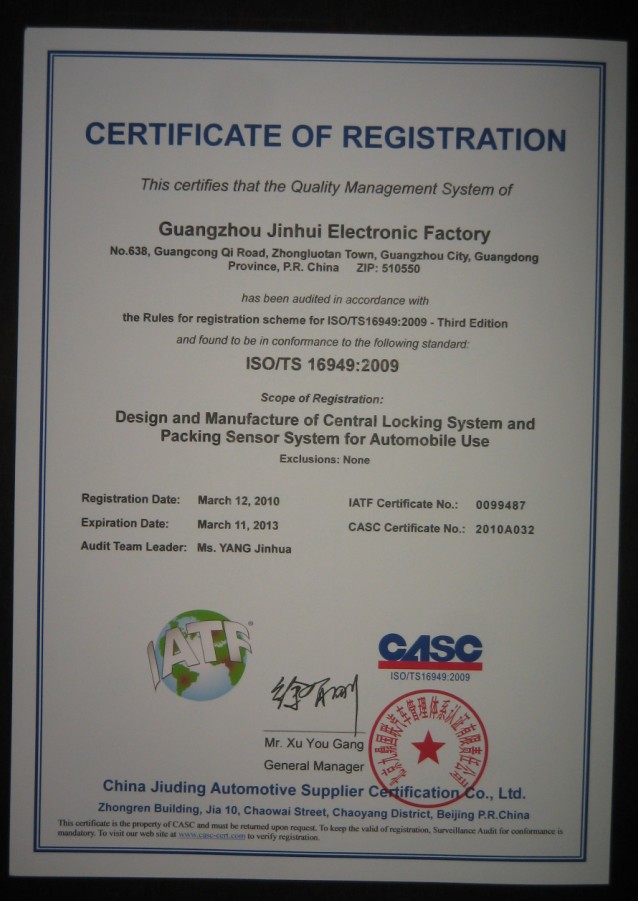 CERTIFICATE OF REGISTRATION
This certifies that the Quality Management System of
Guangzhou Jinhui Electronic Factory
No.638, Guangcong Qi Road, Zhongluotan Town, Guangzhou City, Guangdong
Province, P.R. China ZIP: 510550
has been audited in accordance with
the Rules for registration scheme for ISO/TS16949:2009 - Third Edition
and found to be in conformance to the following standard:
ISO/TS 16949:2009
Scope of Registration:
Design and Manufacture of Central Locking System and
Packing Sensor System for Automobile Use
Exclusions: None
Registration Date: March 12, 2010
IATF Certificate No.: 0099487
Expiration Date: March 11, 2013
CASC Certificate No.: 2010A032
Audit Team Leader: Ms. YANG Jinhua
IATF®
CASC
ISO/TS16949:2009
Mr. Xu You Gang
General Manager
China Jiuding Automotive Supplier Certification Co., Ltd.
Zhongren Building, Jia 10, Chaowai Street, Chaoyang District, Beijing P.R.China
This certificate is the property of CASC and must be returned upon request. To keep the valid of registration, Surveillance Audit for conformance is
mandatory. To visit our web site at www.casc-cert.com to verify registration.